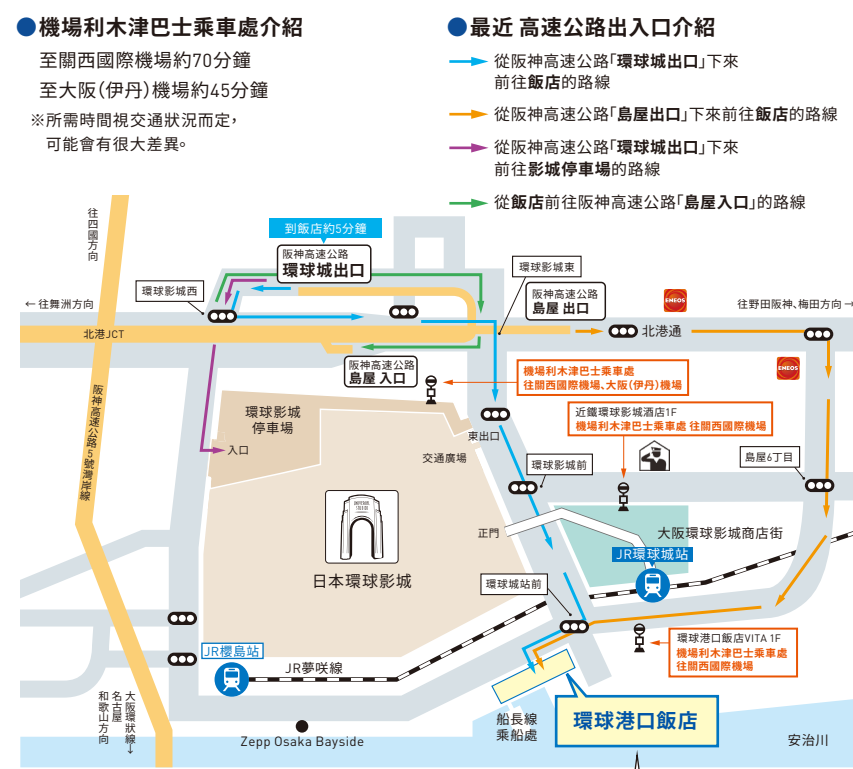 ●機場利木津巴士乘車處介紹
至關西國際機場約70分鐘
至大阪(伊丹)機場約45分鐘
※所需時間視交通狀況而定，
可能會有很大差異。
●最近 高速公路出入口介紹
從阪神高速公路「環球城出口」下來
前往飯店的路線
從阪神高速公路「島屋出口」下來前往飯店的路線
從阪神高速公路「環球城出口」下來
前往影城停車場的路線
從飯店前往阪神高速公路「島屋入口」的路線
往四國方向
到飯店約5分鐘
阪神高速公路
環球城出口
環球影城西
環球影城東
阪神高速公路
島屋 出口
ENEOS
←往舞洲方向
往野田阪神、梅田方向→
北港JCT
北港通
阪神高速公路
島屋 入口
機場利木津巴士乘車處
往關西國際機場、大阪(伊丹)機場
ENEOS
阪神高速公路5號灣岸線
環球影城
停車場
入口
東出口
交通廣場
近鐵環球影城酒店1F
機場利木津巴士乘車處 往關西國際機場
環球影城前
島屋6丁目
正門
大阪環球影城商店街
JR環球城站
日本環球影城
環球城站前
JR櫻島站
JR夢咲線
環球港口飯店VITA 1F
機場利木津巴士乘車處
往關西國際機場
大阪環狀線→
名古屋
和歌山方向
Zepp Osaka Bayside
船長線
乘船處
環球港口飯店
安治川